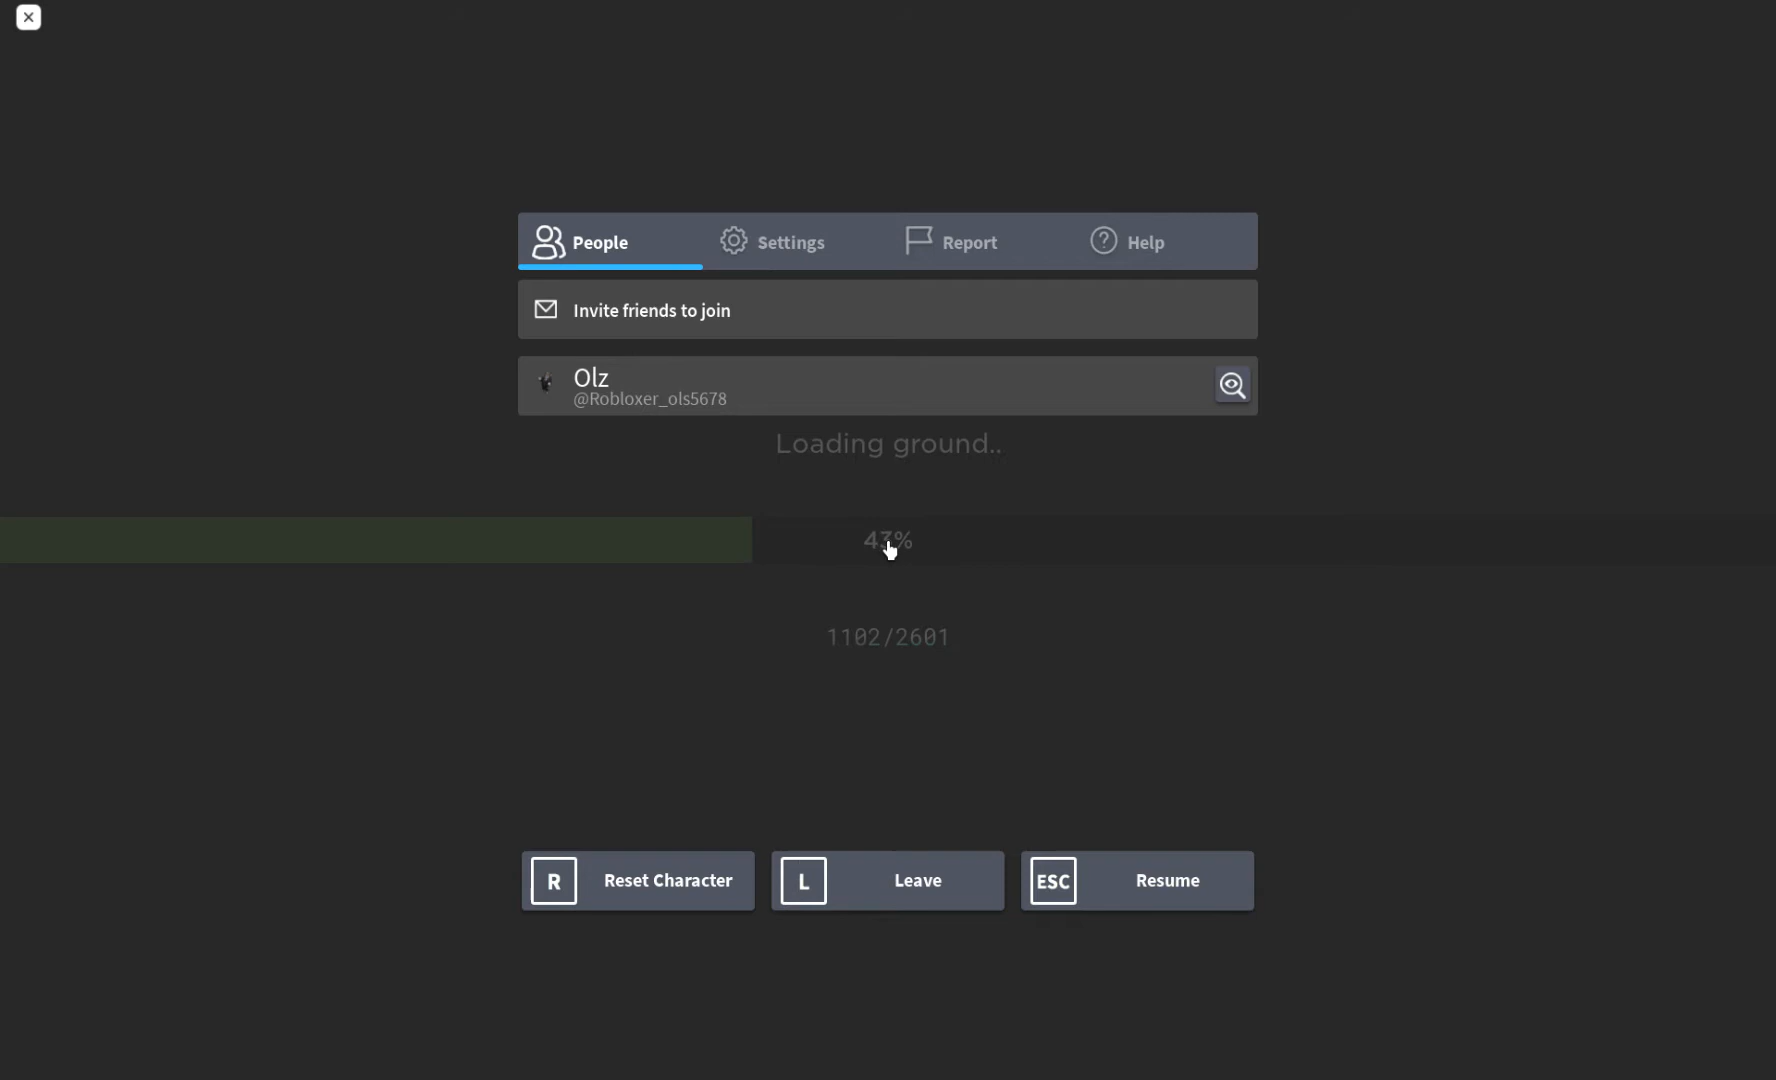 People
Settings
Report
Help
Invite friends to join
Olz
@Robloxer_ols5678
Loading ground..
43%
1102/2601
R Reset Character
L Leave
ESC Resume